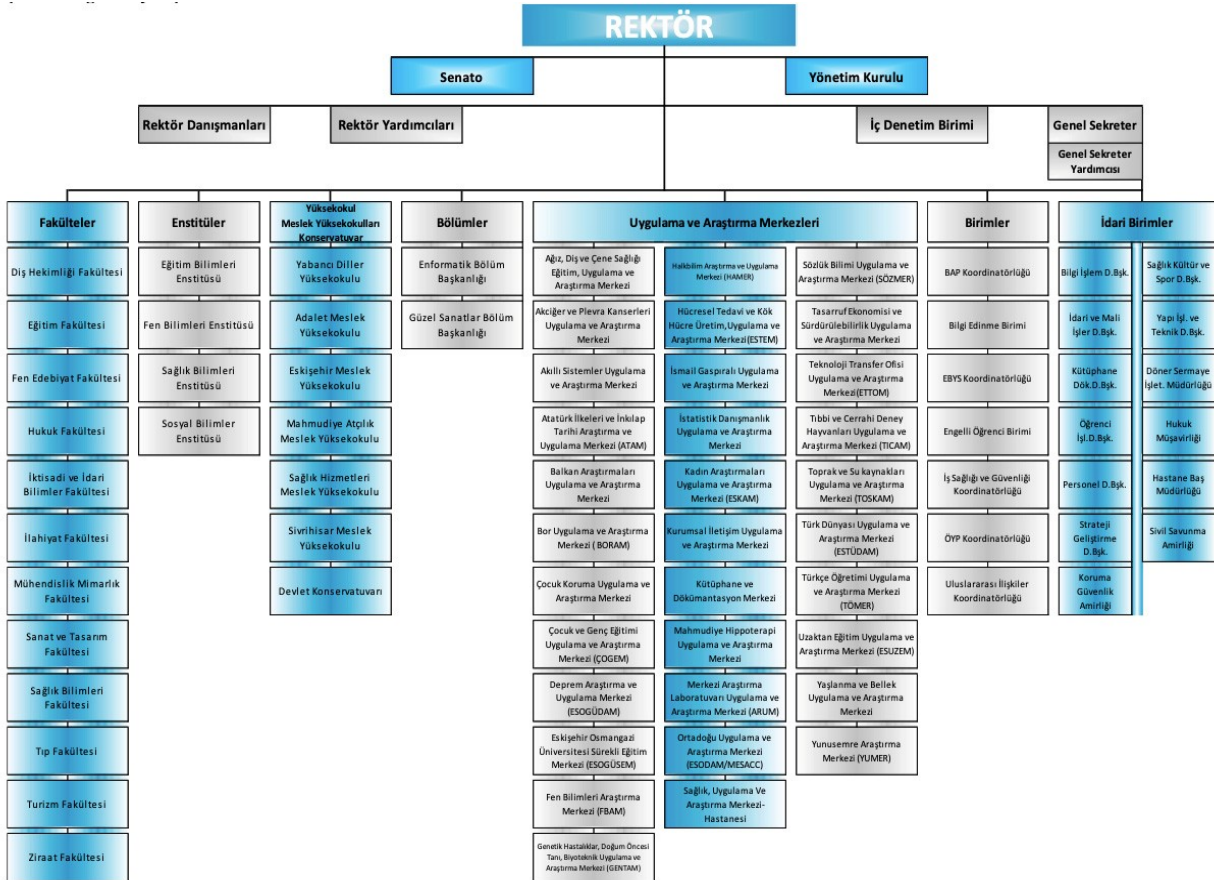 REKTÖR
Senato
Yönetim Kurulu
Rektör Danışmanları
Rektör Yardımcıları
İç Denetim Birimi
Genel Sekreter
Genel Sekreter
Yardımcısı
Fakülteler
Diş Hekimliği Fakültesi
Eğitim Fakültesi
Fen Edebiyat Fakültesi
Hukuk Fakültesi
İktisadi ve İdari
Bilimler Fakültesi
İlahiyat Fakültesi
Mühendislik Mimarlık
Fakültesi
Sanat ve Tasarım
Fakültesi
Sağlık Bilimleri
Fakültesi
Tıp Fakültesi
Turizm Fakültesi
Ziraat Fakültesi
Enstitüler
Eğitim Bilimleri
Enstitüsü
Fen Bilimleri Enstitüsü
Sağlık Bilimleri
Enstitüsü
Sosyal Bilimler
Enstitüsü
Yüksekokul
Meslek Yüksekokulları
Konservatuvar
Yabancı Diller
Yüksekokulu
Adalet Meslek
Yüksekokulu
Eskişehir Meslek
Yüksekokulu
Mahmudiye Atçılık
Meslek Yüksekokulu
Sağlık Hizmetleri
Meslek Yüksekokulu
Sivrihisar Meslek
Yüksekokulu
Devlet Konservatuvarı
Bölümler
Enformatik Bölüm
Başkanlığı
Güzel Sanatlar Bölüm
Başkanlığı
Uygulama ve Araştırma Merkezleri
Ağız, Diş ve Çene Sağlığı
Eğitim, Uygulama ve
Araştırma Merkezi
Akciğer ve Plevra Kanserleri
Uygulama ve Araştırma
Merkezi
Akıllı Sistemler Uygulama
ve Araştırma Merkezi
Atatürk İlkeleri ve İnkılap
Tarihi Araştırma ve
Uygulama Merkezi (ATAM)
Balkan Araştırmaları
Uygulama ve Araştırma
Merkezi
Bor Uygulama ve Araştırma
Merkezi ( BORAM)
Çocuk Koruma Uygulama ve
Araştırma Merkezi
Çocuk ve Genç Eğitimi
Uygulama ve Araştırma
Merkezi (ÇOGEM)
Deprem Araştırma ve
Uygulama Merkezi
(ESOGÜDAM)
Eskişehir Osmangazi
Üniversitesi Sürekli Eğitim
Merkezi (ESOGÜSEM)
Fen Bilimleri Araştırma
Merkezi (FBAM)
Genetik Hastalıklar, Doğum Öncesi
Tanı, Biyoteknik Uygulama ve
Araştırma Merkezi (GENTAM)
Halkbilim Araştırma ve Uygulama
Merkezi (HAMER)
Hücresel Tedavi ve Kök
Hücre Üretim,Uygulama ve
Araştırma Merkezi(ESTEM)
İsmail Gaspıralı Uygulama
ve Araştırma Merkezi
İstatistik Danışmanlık
Uygulama ve Araştırma
Merkezi
Kadın Araştırmaları
Uygulama ve Araştırma
Merkezi (ESKAM)
Kurumsal İletişim Uygulama
ve Araştırma Merkezi
Kütüphane ve
Dökümantasyon Merkezi
Mahmudiye Hippoterapi
Uygulama ve Araştırma
Merkezi
Merkezi Araştırma
Laboratuvarı Uygulama ve
Araştırma Merkezi (ARUM)
Ortadoğu Uygulama ve
Araştırma Merkezi
(ESODAM/MESACC)
Sağlık, Uygulama Ve
Araştırma Merkezi-
Hastanesi
Sözlük Bilimi Uygulama ve
Araştırma Merkezi (SÖZMER)
Tasarruf Ekonomisi ve
Sürdürülebilirlik Uygulama
ve Araştırma Merkezi
Teknoloji Transfer Ofisi
Uygulama ve Araştırma
Merkezi(ETTOM)
Tıbbi ve Cerrahi Deney
Hayvanları Uygulama ve
Araştırma Merkezi (TICAM)
Toprak ve Su kaynakları
Uygulama ve Araştırma
Merkezi (TOSKAM)
Türk Dünyası Uygulama ve
Araştırma Merkezi
(ESTÜDAM)
Türkçe Öğretimi Uygulama
ve Araştırma Merkezi
(TÖMER)
Uzaktan Eğitim Uygulama ve
Araştırma Merkezi (ESUZEM)
Yaşlanma ve Bellek
Uygulama ve Araştırma
Merkezi
Yunusemre Araştırma
Merkezi (YUMER)
Birimler
BAP Koordinatörlüğü
Bilgi Edinme Birimi
EBYS Koordinatörlüğü
Engelli Öğrenci Birimi
İş Sağlığı ve Güvenliği
Koordinatörlüğü
ÖYP Koordinatörlüğü
Uluslararası İlişkiler
Koordinatörlüğü
İdari Birimler
Bilgi İşlem D.Bşk.
İdari ve Mali
İşler D.Bşk.
Kütüphane
Dök.D.Bşk.
Öğrenci
İşl.D.Bşk.
Personel D.Bşk.
Strateji
Geliştirme
D.Bşk.
Koruma
Güvenlik
Amirliği
Sağlık Kültür ve
Spor D.Bşk.
Yapı İşl. ve
Teknik D.Bşk.
Döner Sermaye
İşlet. Müdürlüğü
Hukuk
Müşavirliği
Hastane Baş
Müdürlüğü
Sivil Savunma
Amirliği